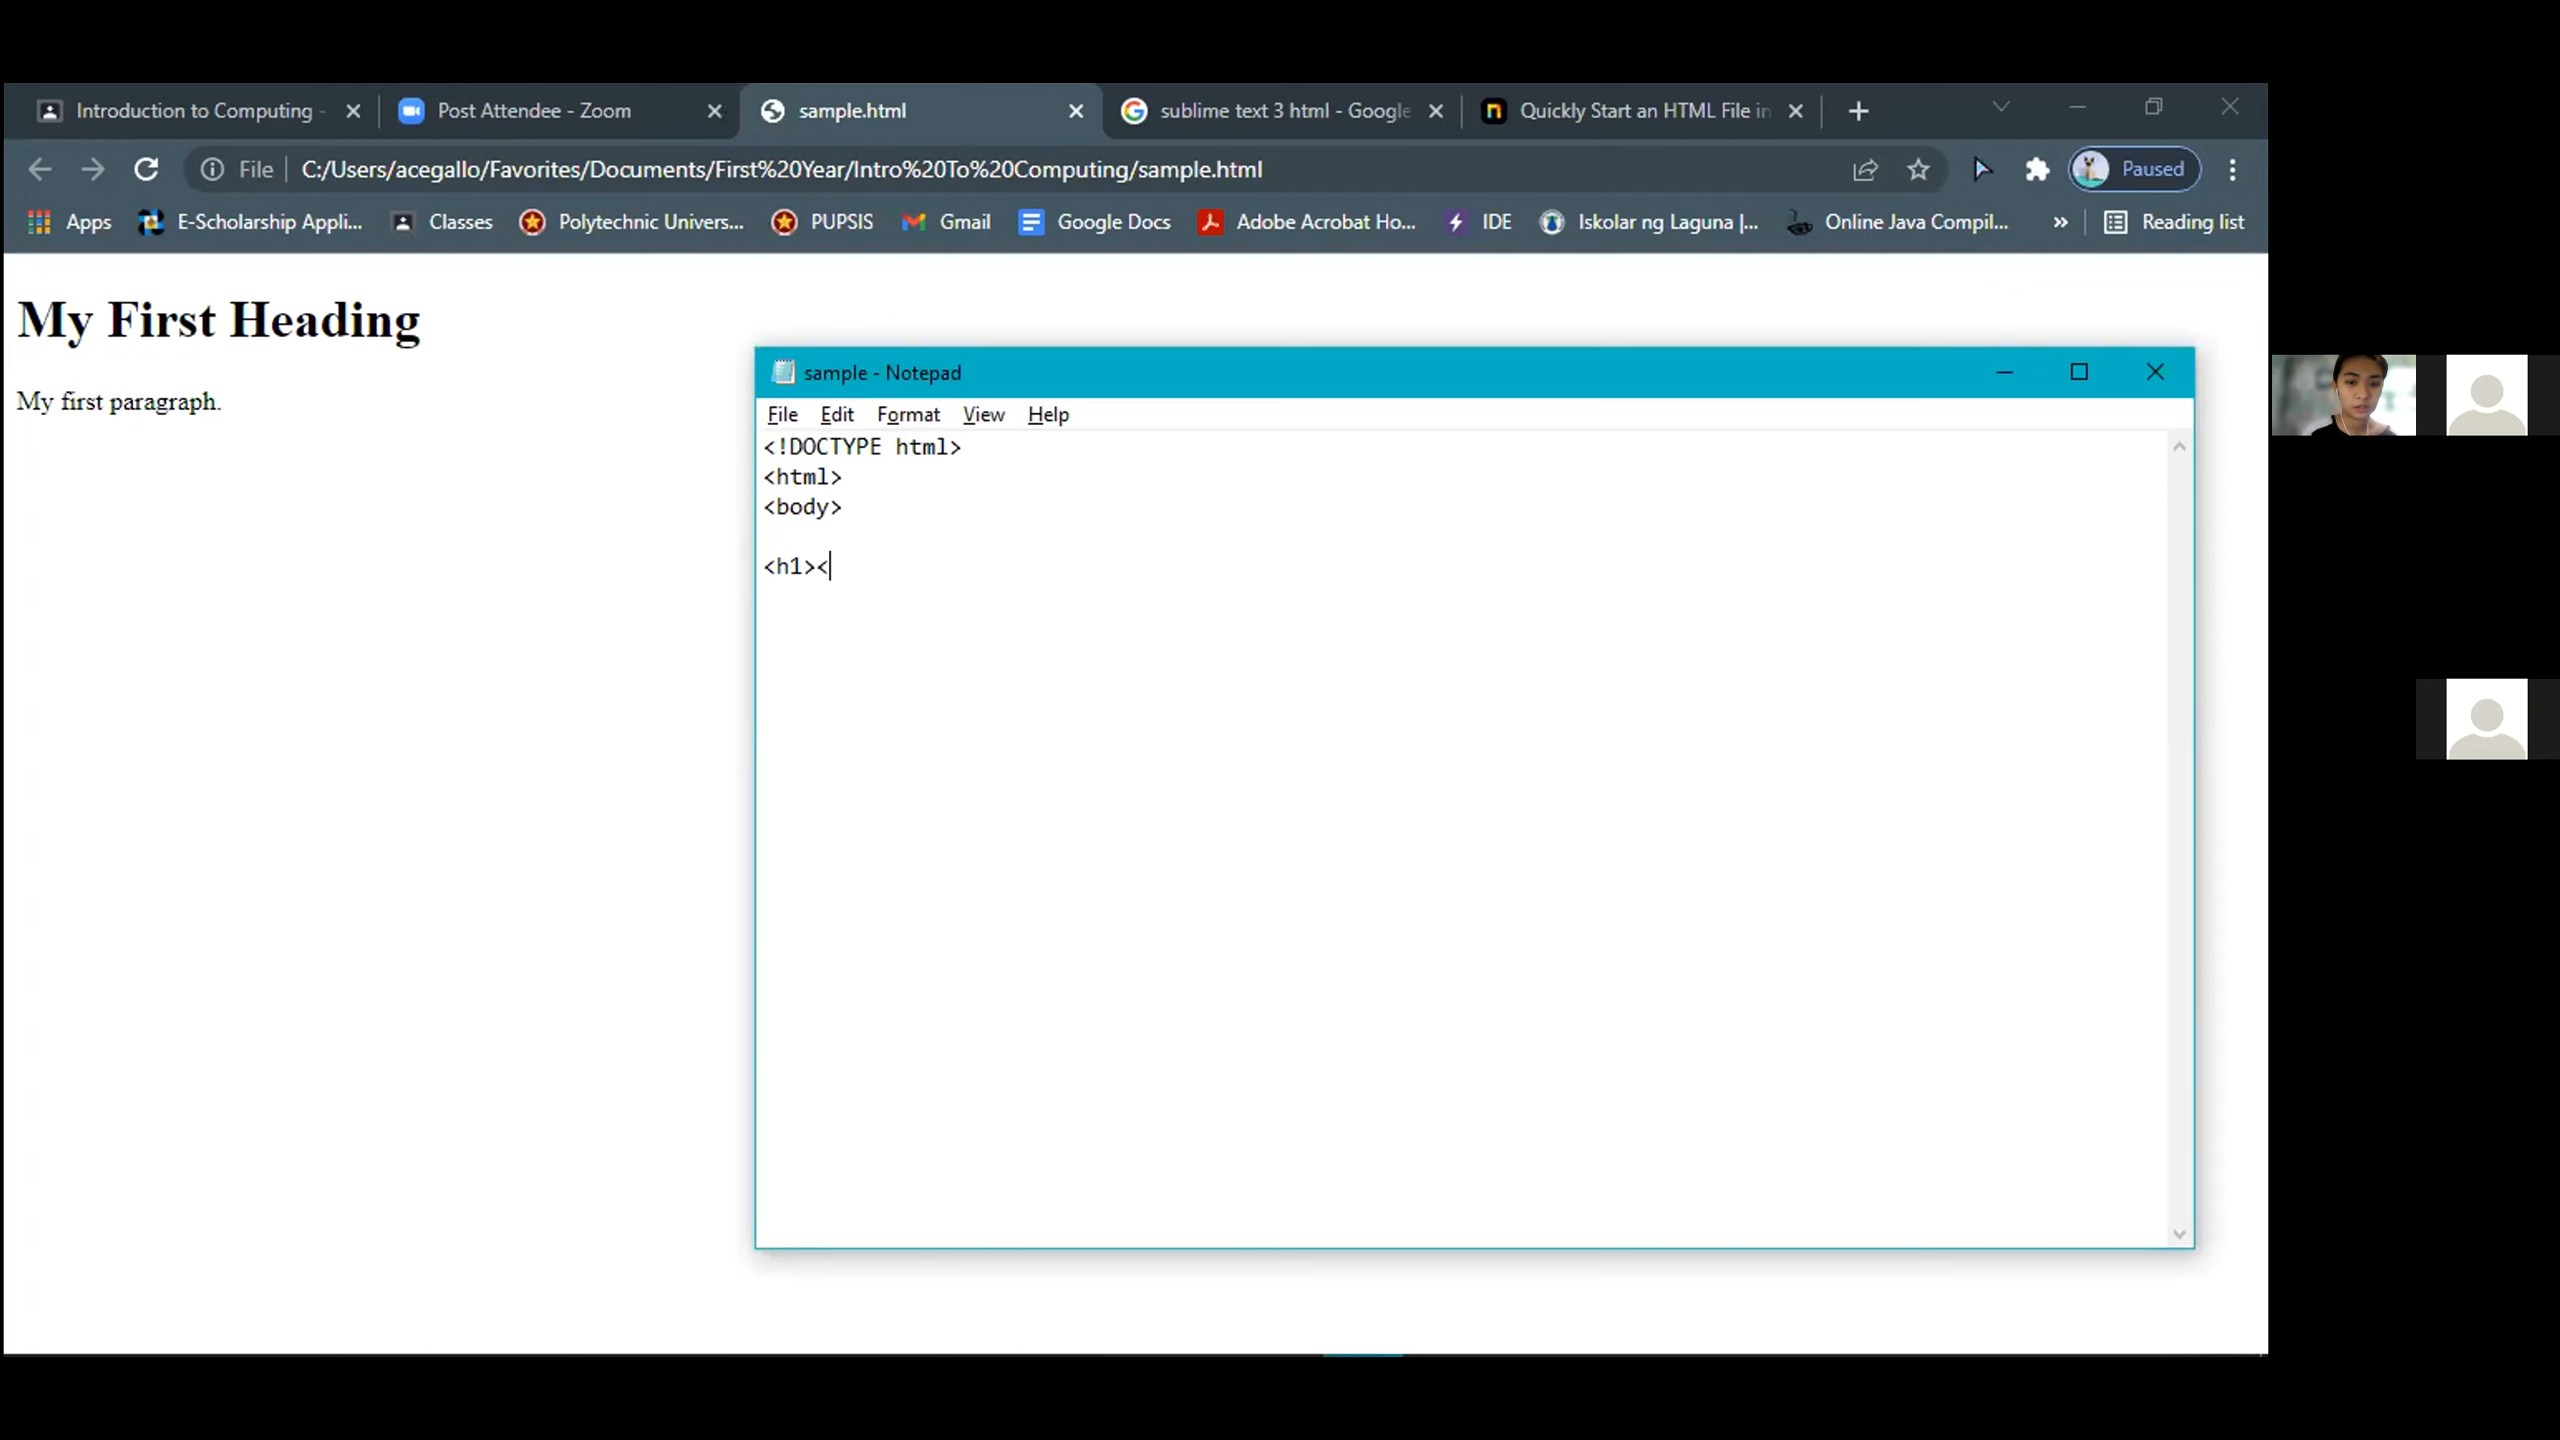 Introduction to Computing -
Post Attendee - Zoom
sample.html
sublime text 3 html - Google
Quickly Start an HTML File in
File
C:/Users/acegallo/Favorites/Documents/First%20Year/Intro%20To%20Computing/sample.html
Paused
Apps
E-Scholarship Appli...
Classes
Polytechnic Univers...
PUPSIS
Gmail
Google Docs
Adobe Acrobat Ho...
IDE
Iskolar ng Laguna |...
Online Java Compil...
»
Reading list
My First Heading
My first paragraph.
sample - Notepad
File Edit Format View Help
<!DOCTYPE html>
<html>
<body>
<h1><